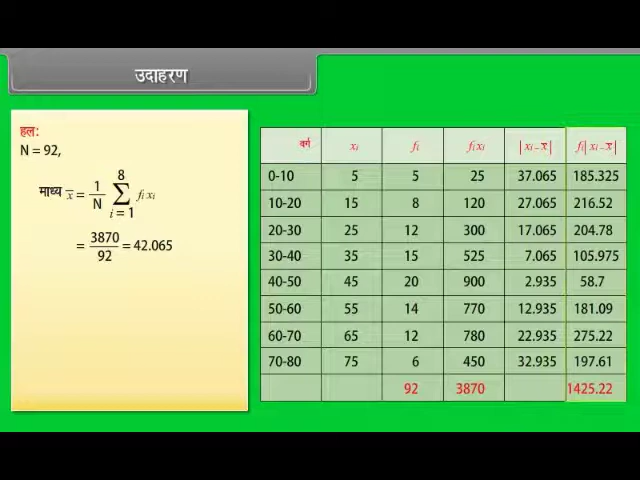 उदाहरण
हल:
N = 92,
माध्य x̅ = 1/N 8∑i = 1 fᵢ xᵢ
= 3870/92 = 42.065
वर्ग xᵢ fᵢ fᵢxᵢ |xᵢ – x̅| fᵢ|xᵢ – x̅|
0-10 5 5 25 37.065 185.325
10-20 15 8 120 27.065 216.52
20-30 25 12 300 17.065 204.78
30-40 35 15 525 7.065 105.975
40-50 45 20 900 2.935 58.7
50-60 55 14 770 12.935 181.09
60-70 65 12 780 22.935 275.22
70-80 75 6 450 32.935 197.61
92 3870 1425.22